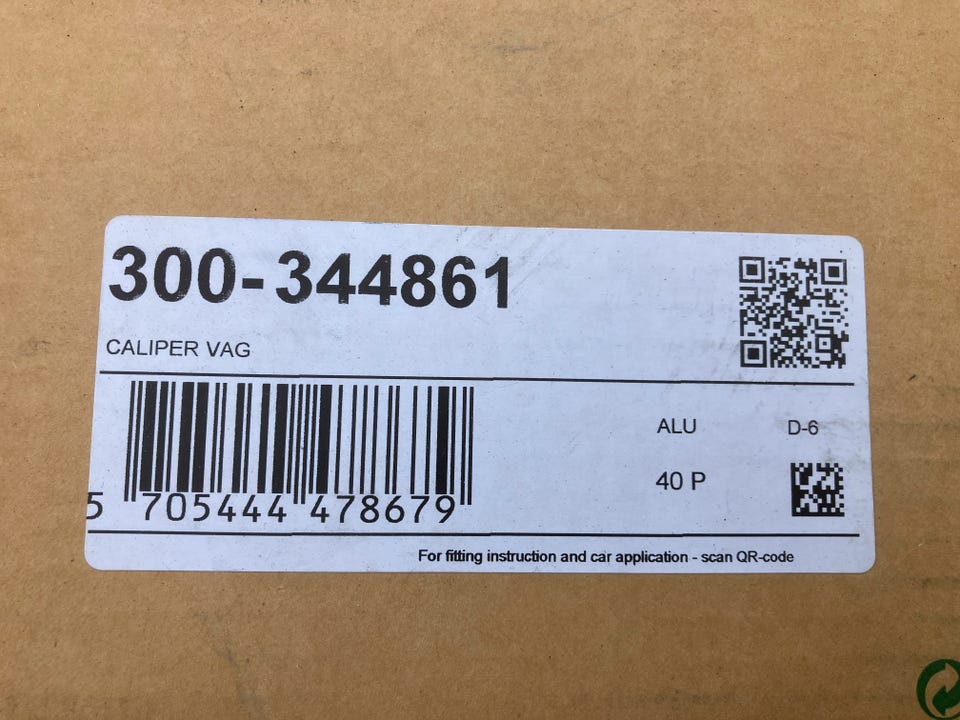 300-344861
CALIPER VAG
ALU D-6
40 P
5 705444 478679
For fitting instruction and car application - scan QR-code